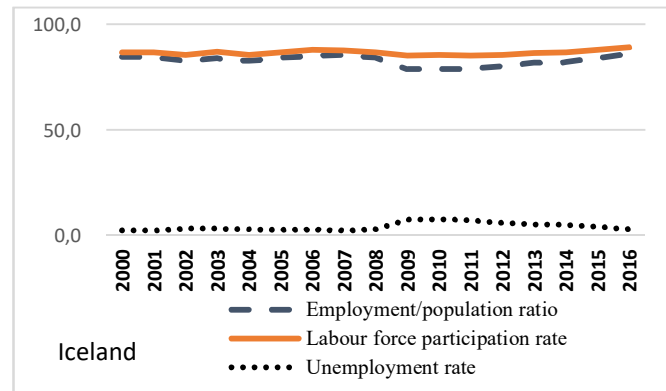 100,0
50,0
0,0
2000 2001 2002 2003 2004 2005 2006 2007 2008 2009 2010 2011 2012 2013 2014 2015 2016
Employment/population ratio
Labour force participation rate
Iceland
Unemployment rate